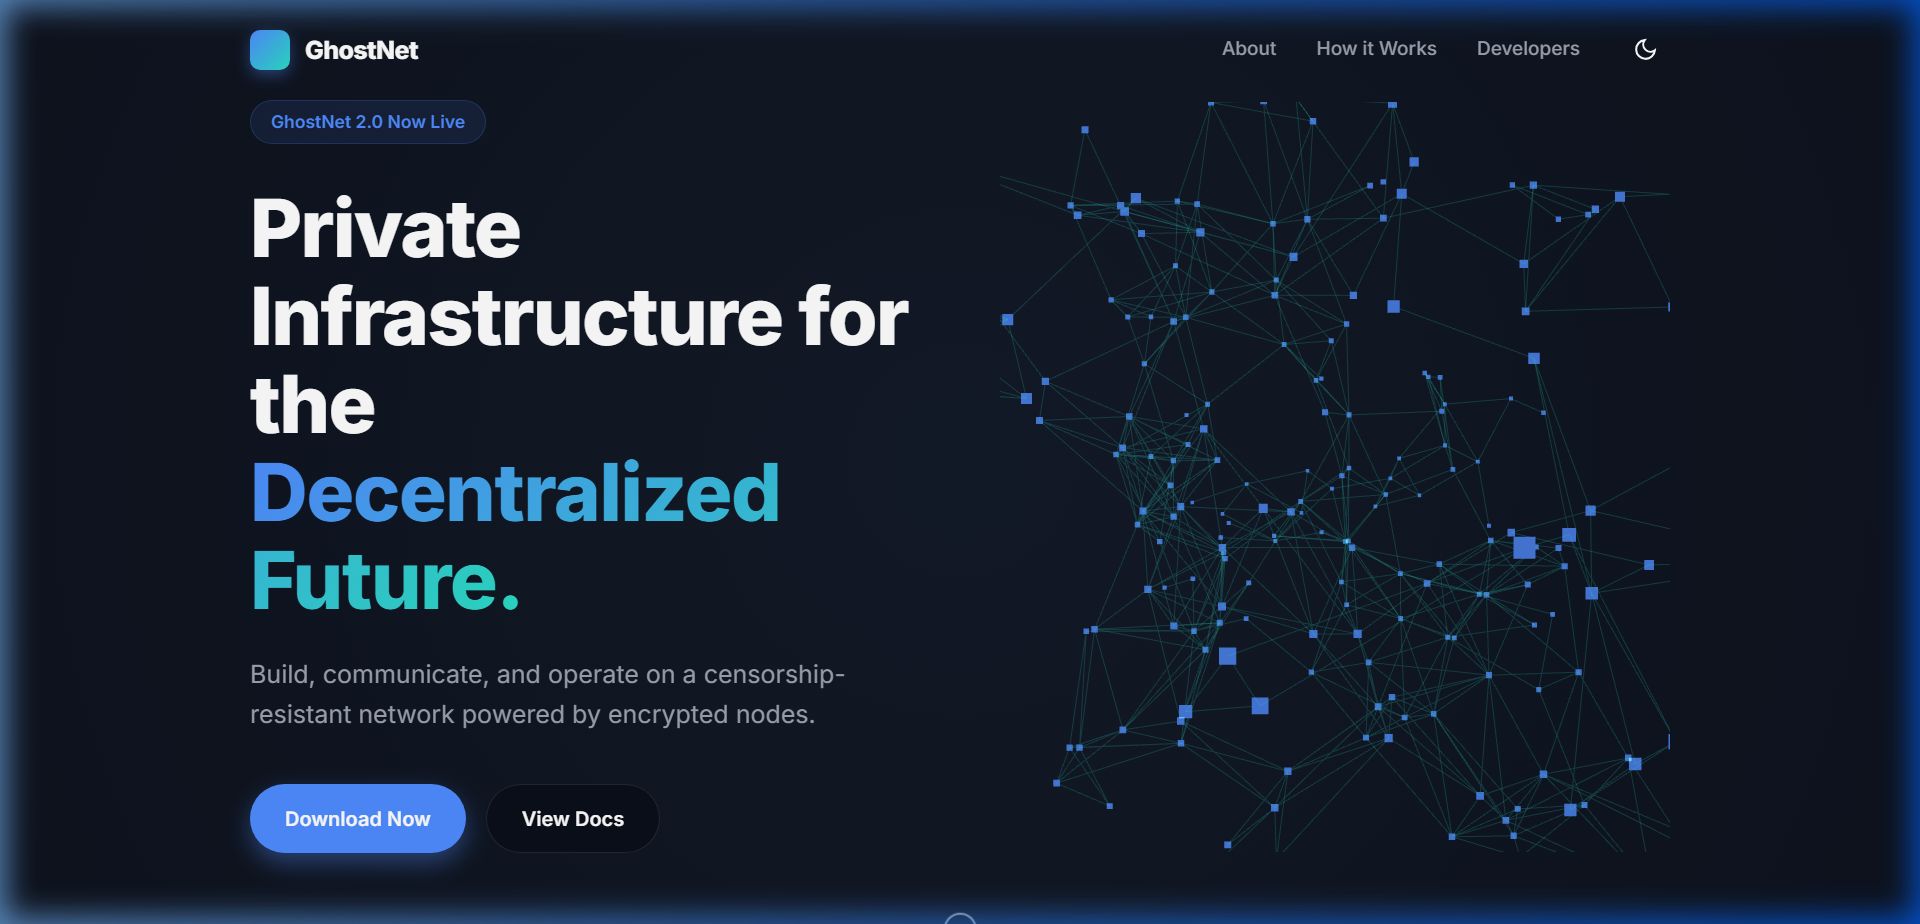 GhostNet
About
How it Works
Developers
GhostNet 2.0 Now Live
Private
Infrastructure for
the
Decentralized
Future.
Build, communicate, and operate on a censorship-
resistant network powered by encrypted nodes.
Download Now
View Docs